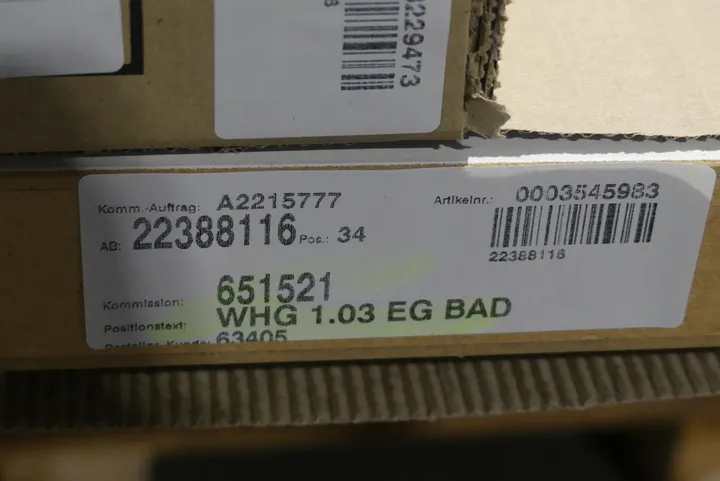 229473
Komm.-Auftrag: A2215777
Artikelnr.: 0003545983
AB: 22388116 Pos.: 34
22388116
Kommission: 651521
Positionstext: WHG 1.03 EG BAD
63405